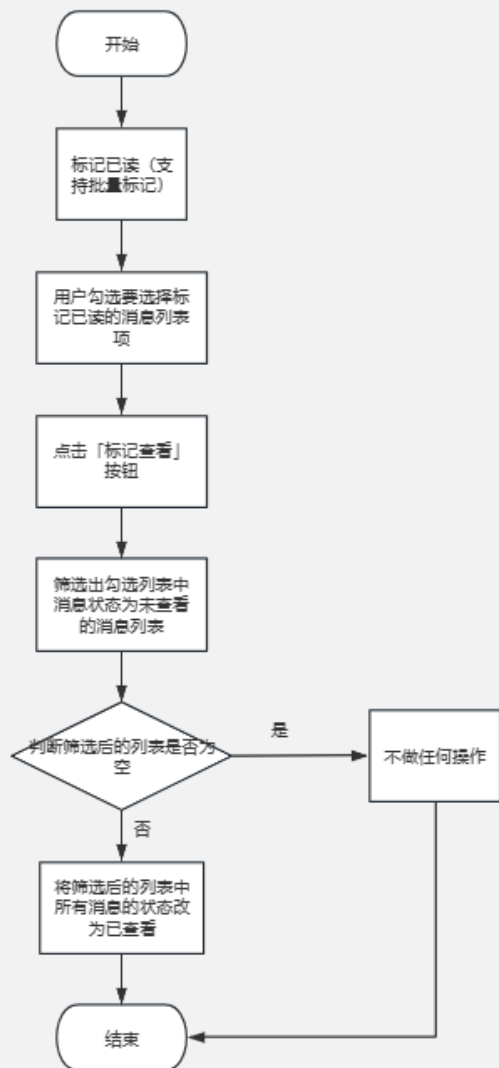 开始
标记已读（支
持批量标记）
用户勾选要选择标
记已读的消息列表
项
点击「标记查看」
按钮
筛选出勾选列表中
消息状态为未查看
的消息列表
判断筛选后的列表是否为
空
是
不做任何操作
否
将筛选后的列表中
所有消息的状态改
为已查看
结束